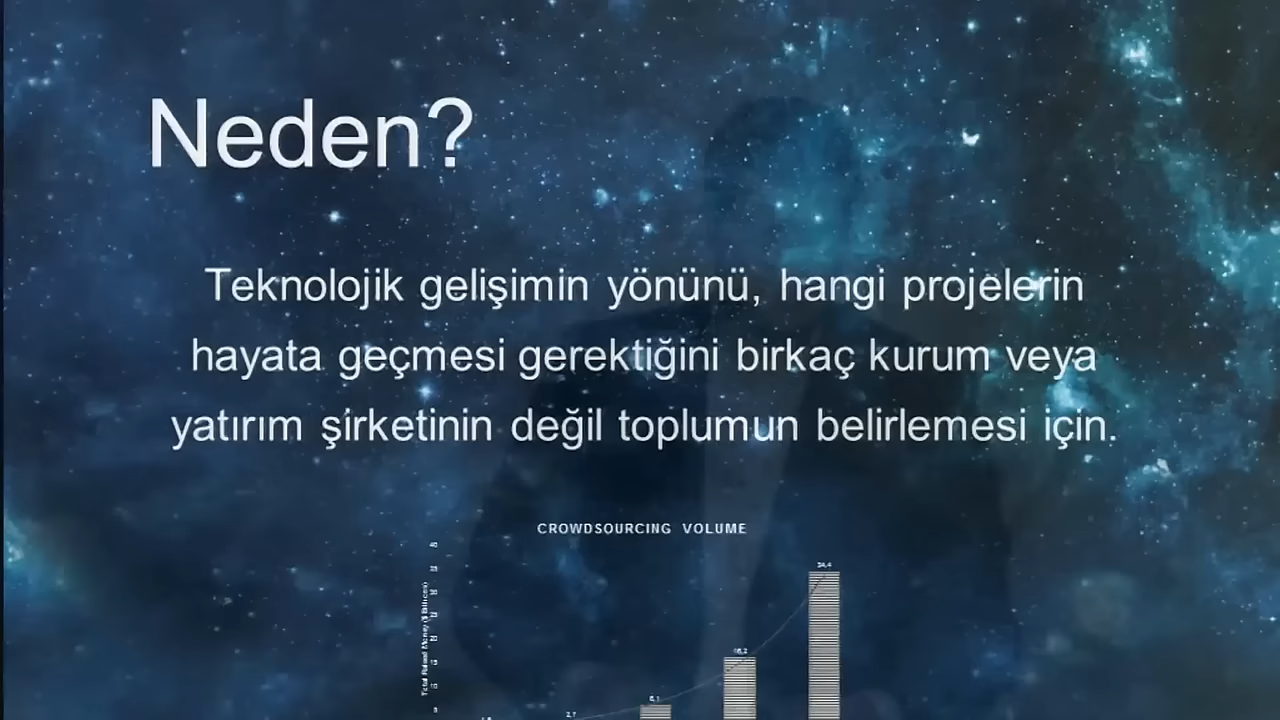 Neden?
Teknolojik gelişimin yönünü, hangi projelerin
hayata geçmesi gerektiğini birkaç kurum veya
yatırım şirketinin değil toplumun belirlemesi için.
CROWDSOURCING VOLUME
40
34,4
16,2
6,1
2,7